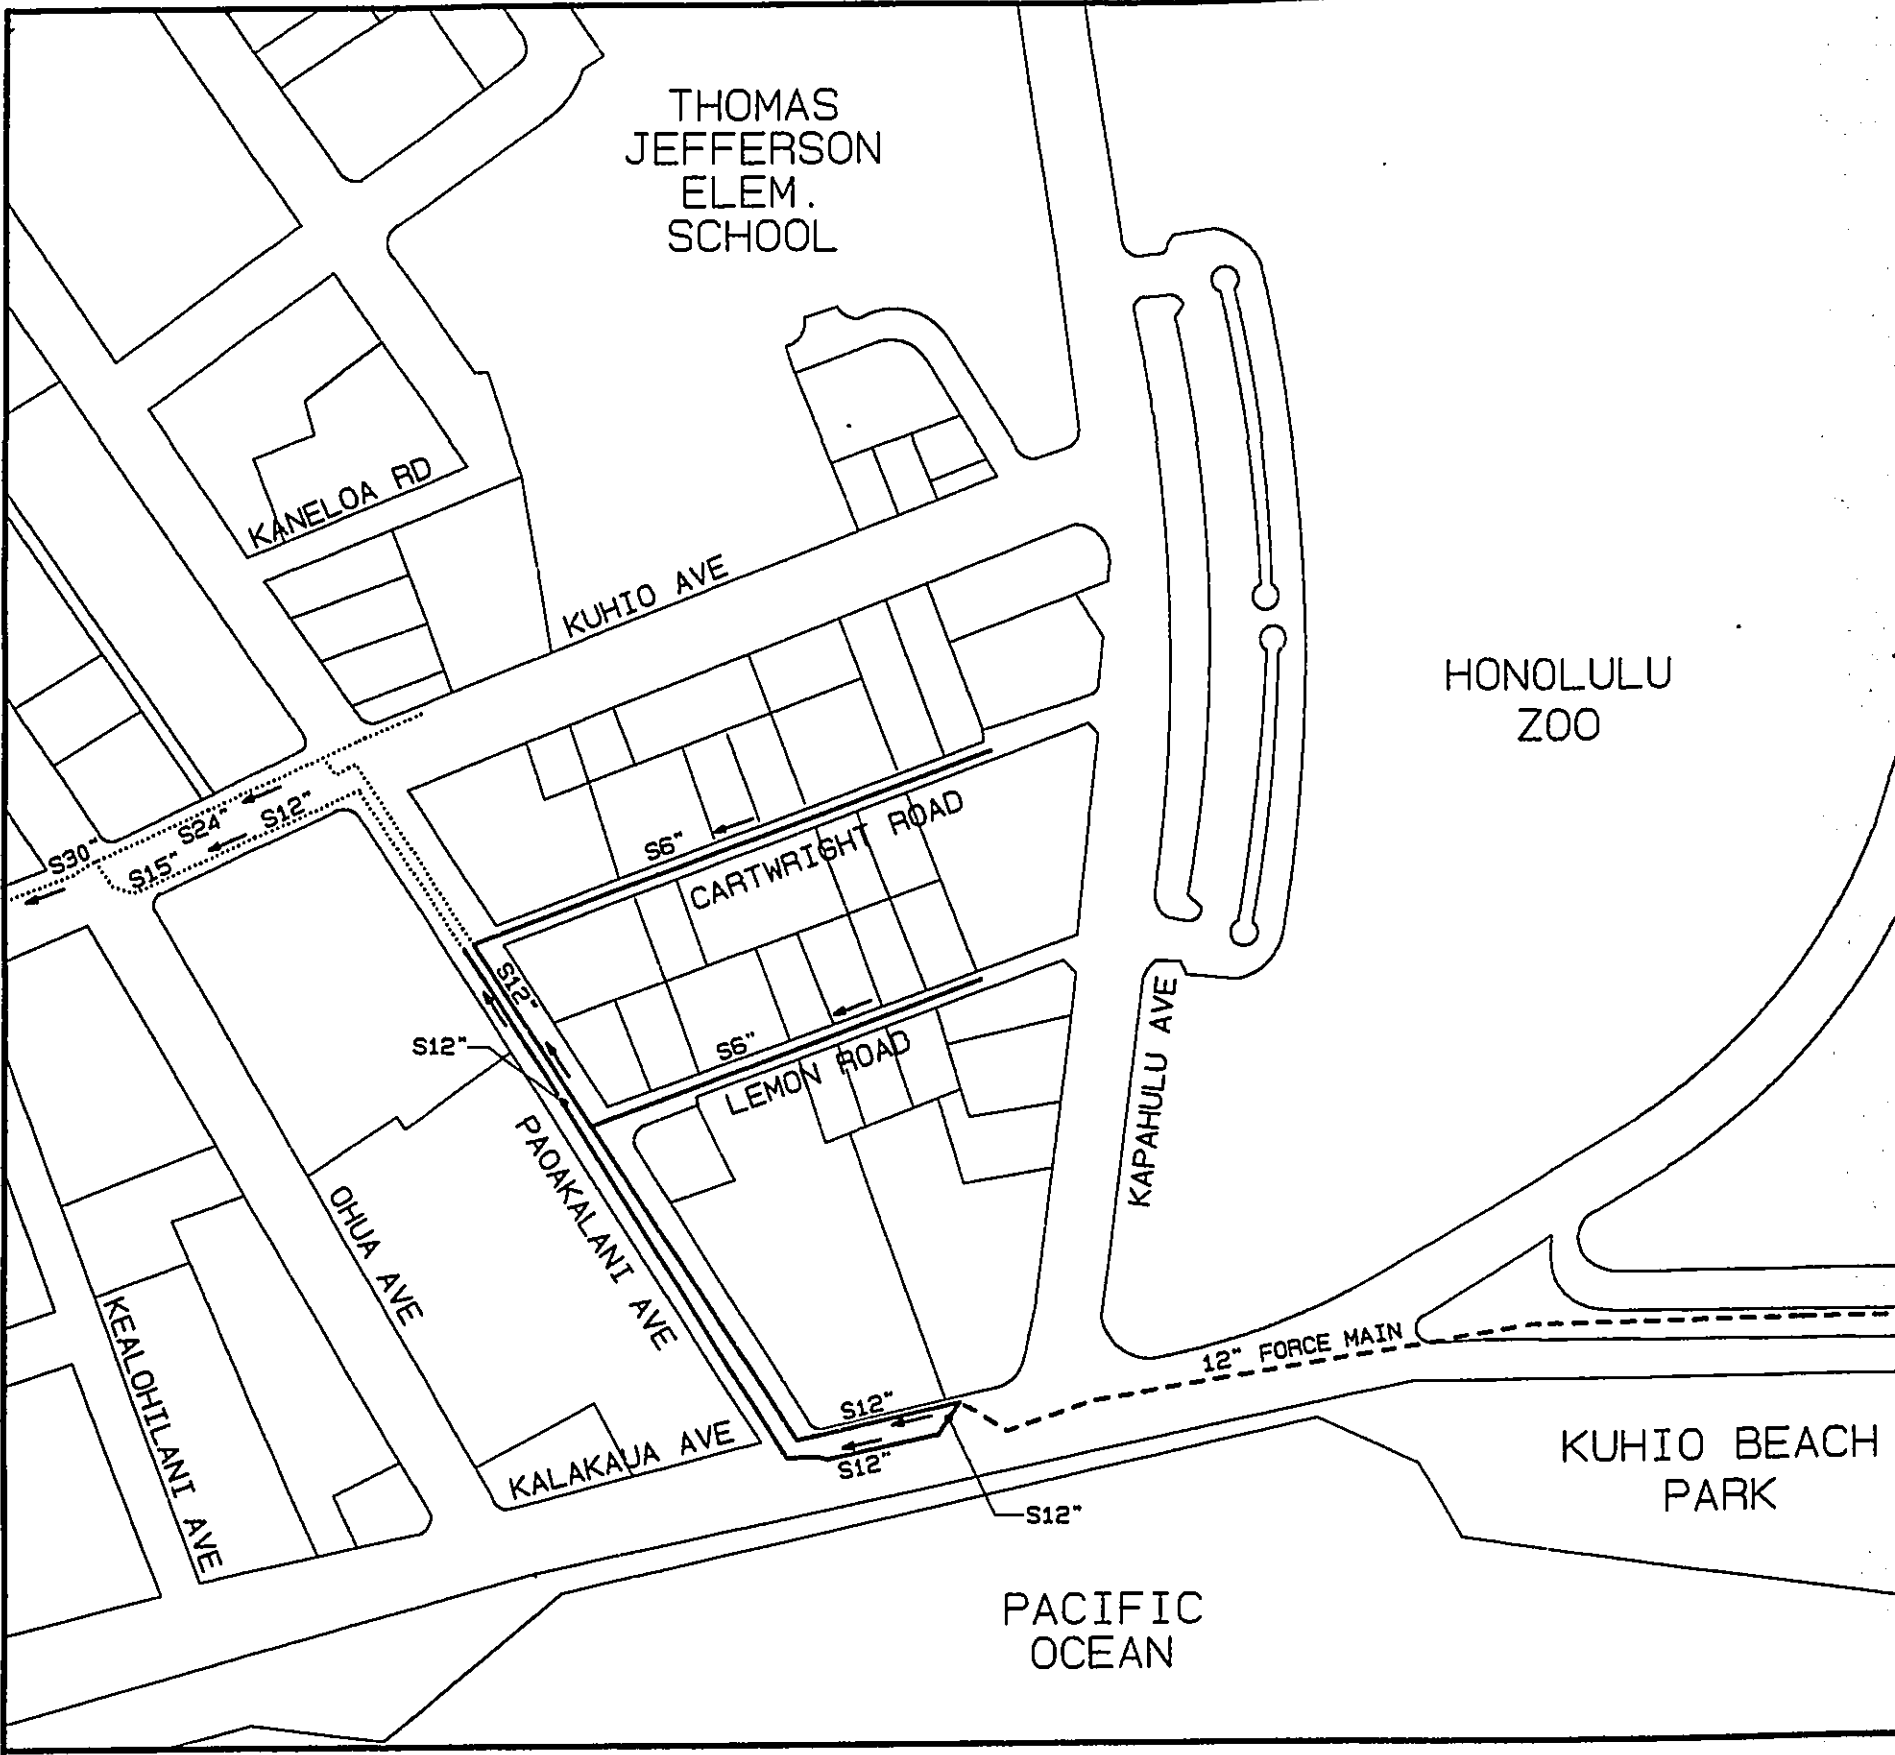 THOMAS
JEFFERSON
ELEM.
SCHOOL
KANELOA RD
KUHIO AVE
HONOLULU
ZOO
S24"
S12"
S30"
S15"
S6"
CARTWRIGHT ROAD
S12"
S12"
S6"
LEMON ROAD
KAPAHULU AVE
PAOAKALANI AVE
OHUA AVE
KEALOHILANI AVE
12" FORCE MAIN
S12"
KALAKAUA AVE
S12"
S12"
KUHIO BEACH
PARK
PACIFIC
OCEAN